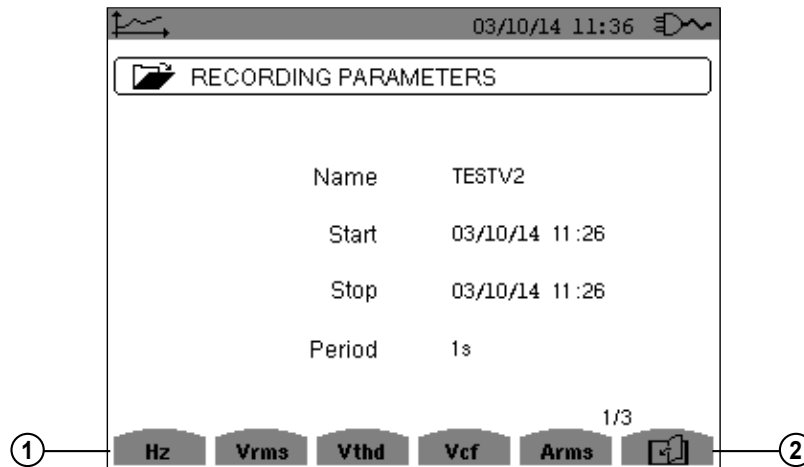 03/10/14 11:36
RECORDING PARAMETERS
Name TESTV2
Start 03/10/14 11:26
Stop 03/10/14 11:26
Period 1s
1/3
1 Hz Vrms Vthd Vcf Arms 2